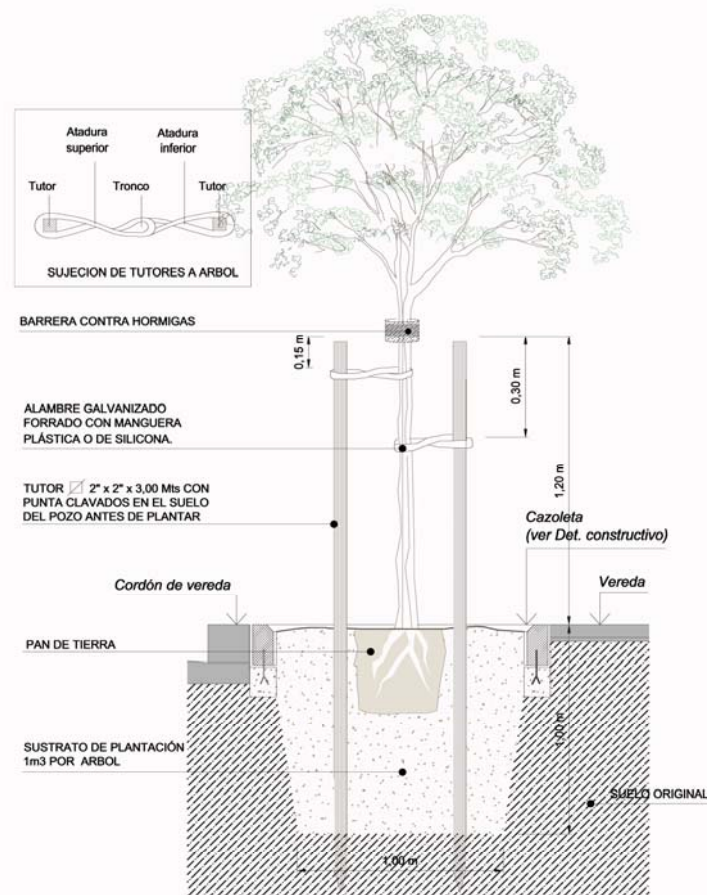 Atadura superior
Atadura inferior
Tutor
Tronco
Tutor
SUJECION DE TUTORES A ARBOL
BARRERA CONTRA HORMIGAS
0,15 m
0,30 m
ALAMBRE GALVANIZADO
FORRADO CON MANGUERA
PLÁSTICA O DE SILICONA.
1,20 m
TUTOR 2" x 2" x 3,00 Mts CON
PUNTA CLAVADOS EN EL SUELO
DEL POZO ANTES DE PLANTAR
Cazoleta
(ver Det. constructivo)
Cordón de vereda
Vereda
PAN DE TIERRA
SUSTRATO DE PLANTACIÓN
1m3 POR ARBOL
1,00 m
SUELO ORIGINAL
1,00 m